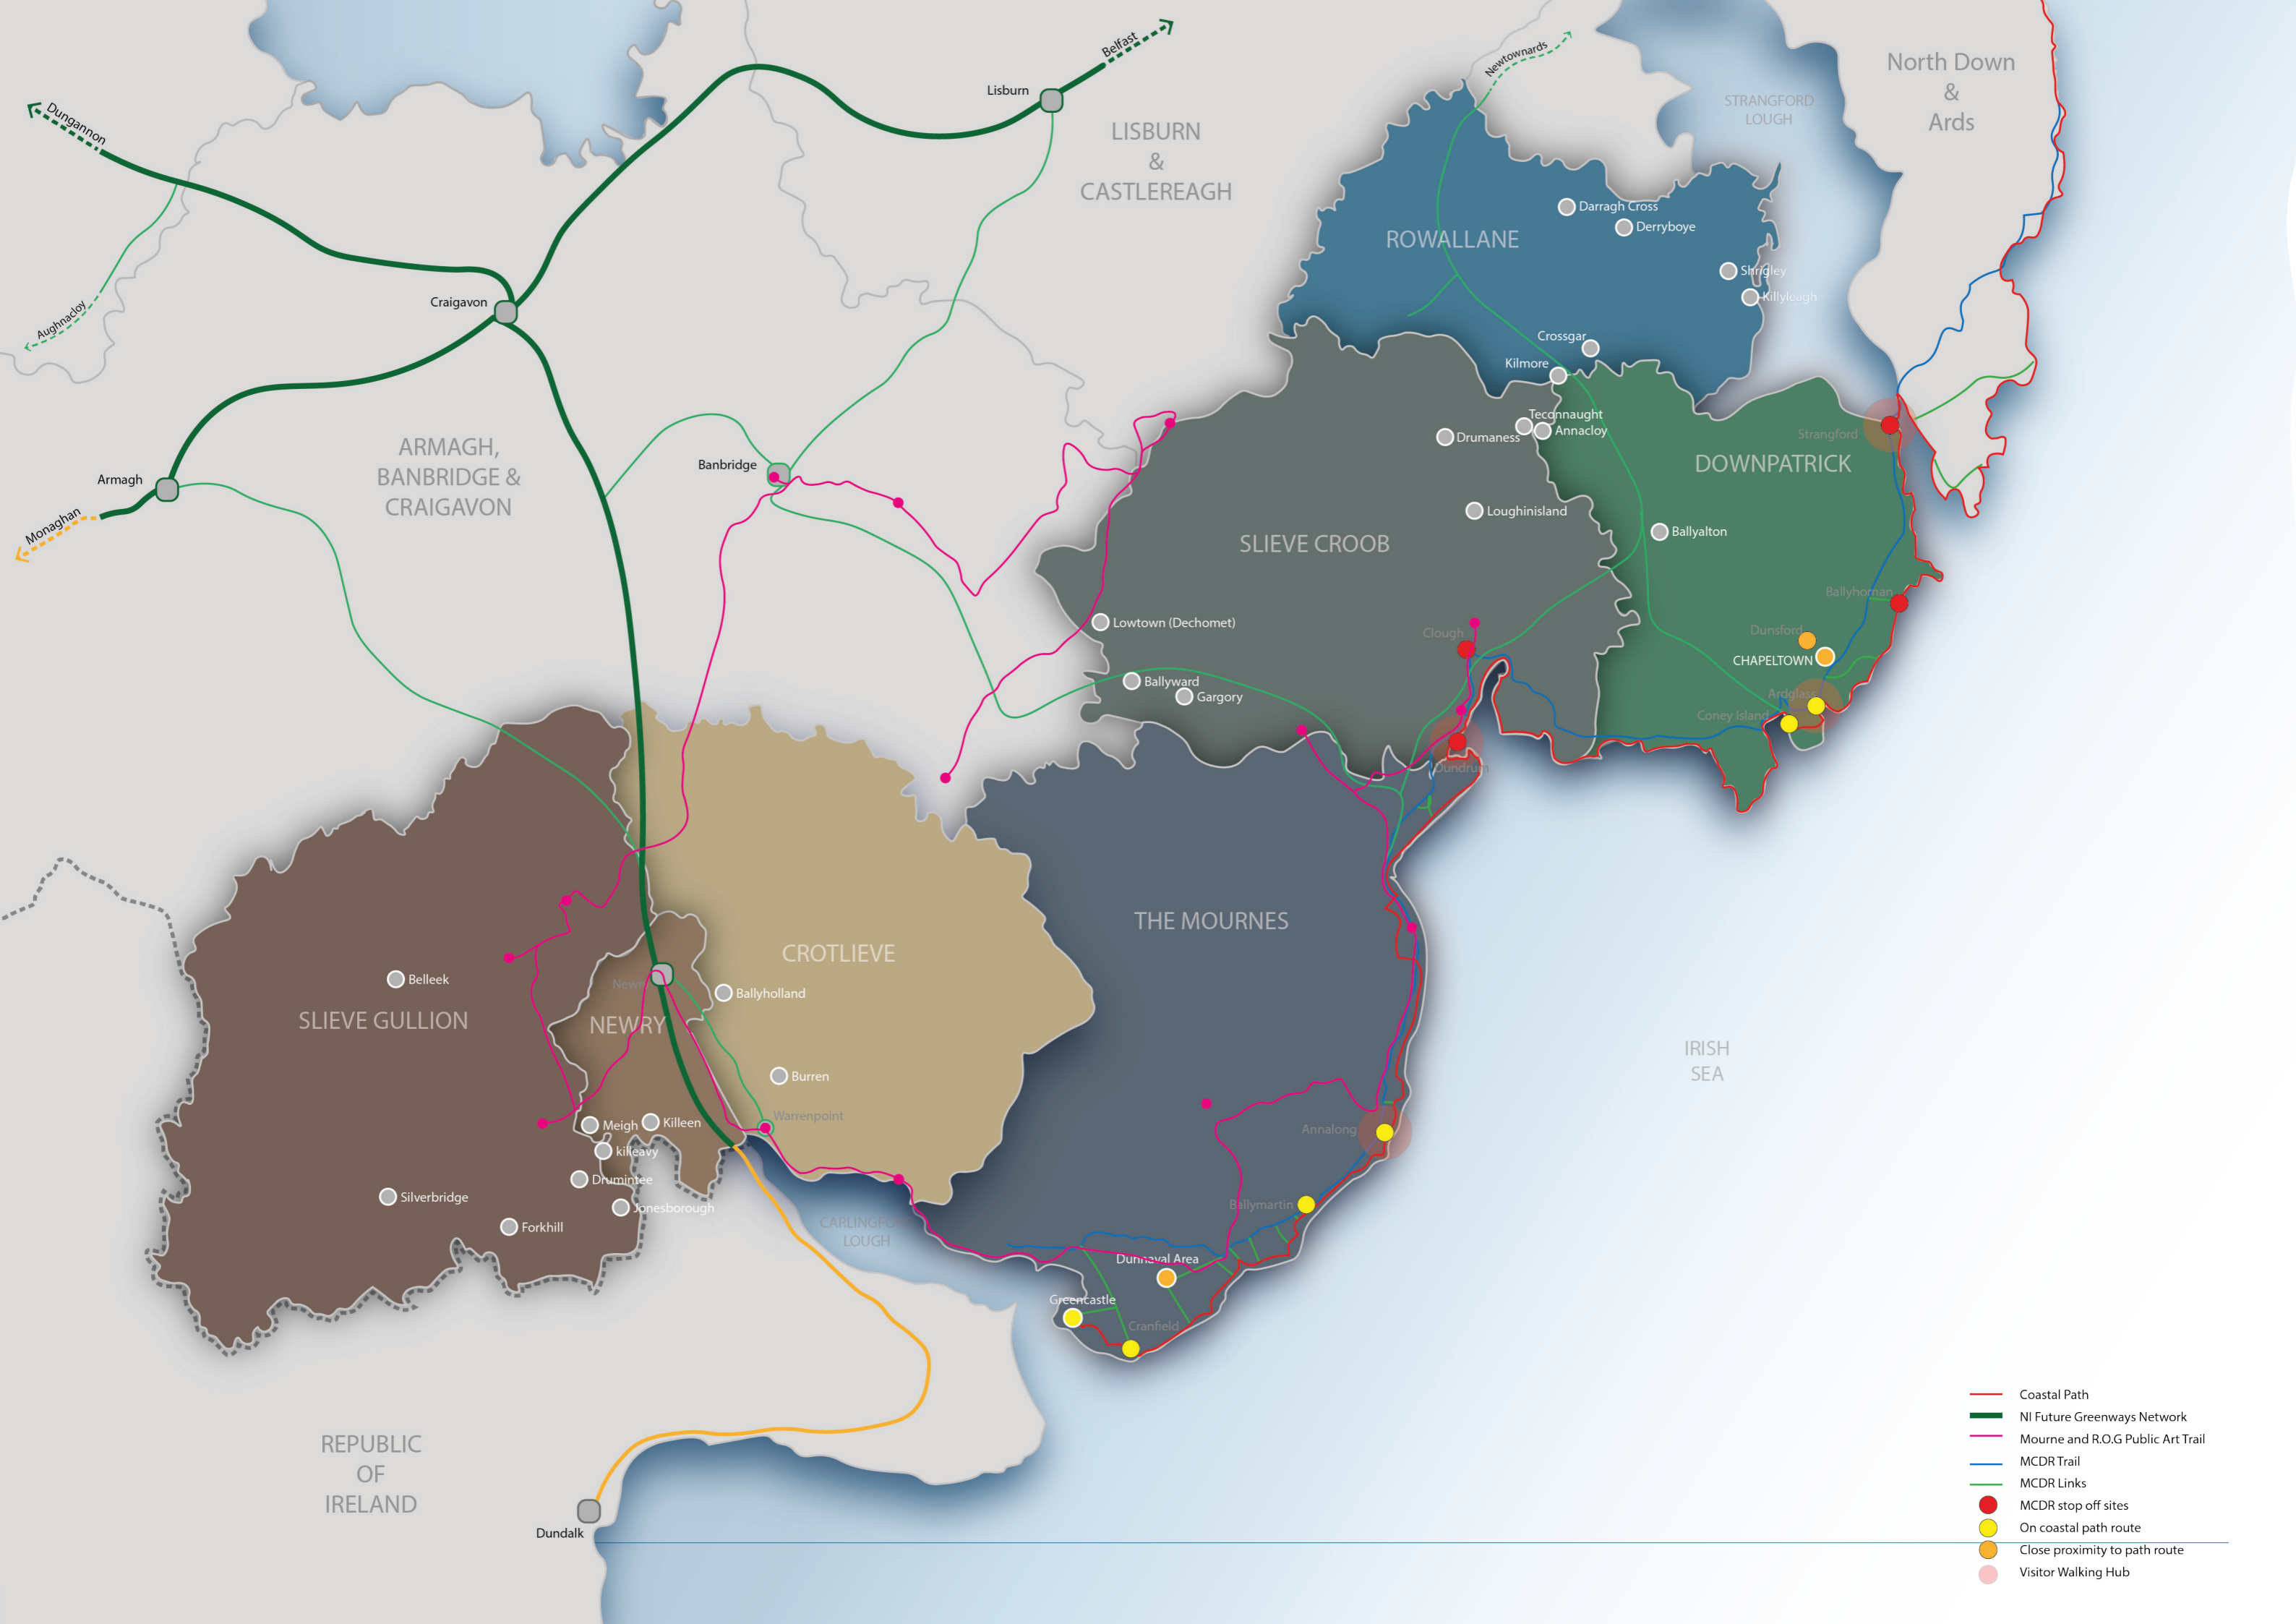 Belfast
Newtownards
North Down
&
Ards
STRANGFORD
LOUGH
Lisburn
Dungannon
LISBURN
&
CASTLEREAGH
Darragh Cross
Derryboye
ROWALLANE
Shrigley
Killyleagh
Craigavon
Aughnacloy
Crossgar
Kilmore
Teconnaught
Annacloy
Drumaness
Strangford
DOWNPATRICK
ARMAGH,
BANBRIDGE &
CRAIGAVON
Banbridge
Armagh
Monaghan
Loughinisland
Ballyalton
SLIEVE CROOB
Ballyhornan
Lowtown (Dechomet)
Clough
Dunsford
CHAPELTOWN
Ballyward
Gargory
Ardglass
Coney Island
Dundrum
THE MOURNES
CROTLIEVE
Belleek
Ballyholland
SLIEVE GULLION
NEWRY
IRISH
SEA
Burren
Warrenpoint
Meigh
Killeen
killeavy
Annalong
Drumintee
Silverbridge
Jonesborough
Forkhill
Ballymartin
CARLINGFORD
LOUGH
Dunnaval Area
Greencastle
Cranfield
REPUBLIC
OF
IRELAND
Dundalk
Coastal Path
NI Future Greenways Network
Mourne and R.O.G Public Art Trail
MCDR Trail
MCDR Links
MCDR stop off sites
On coastal path route
Close proximity to path route
Visitor Walking Hub